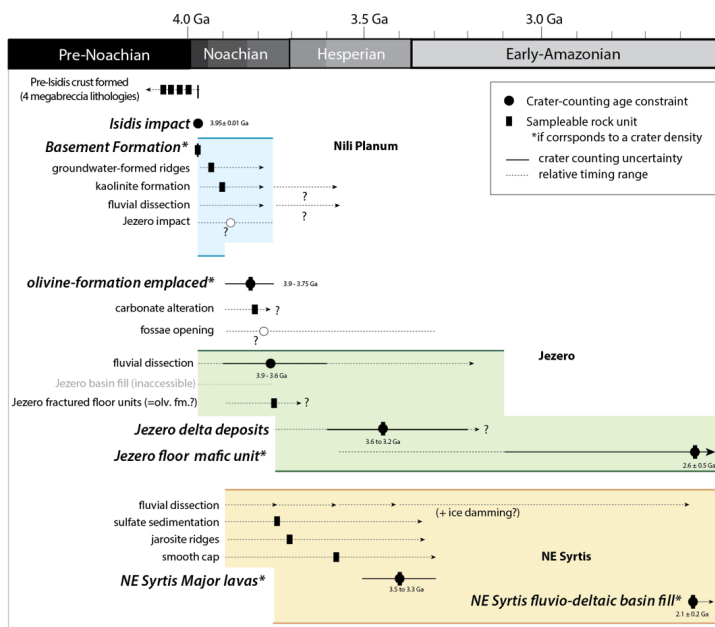 4.0 Ga 3.5 Ga 3.0 Ga
Pre-Noachian Noachian Hesperian Early-Amazonian
Pre-Isidis crust formed
(4 megabreccia lithologies)
Crater-counting age constraint
Sampleable rock unit
*if corrsponds to a crater density
crater counting uncertainty
relative timing range
Isidis impact 3.95± 0.01 Ga
Basement Formation* Nili Planum
groundwater-formed ridges
kaolinite formation
?
fluvial dissection
?
Jezero impact
?
olivine-formation emplaced* 3.9 - 3.75 Ga
carbonate alteration ?
fossae opening
?
Jezero
fluvial dissection
3.9 - 3.6 Ga
Jezero basin fill (inaccessible)
Jezero fractured floor units (=olv. fm.?) ?
Jezero delta deposits ?
3.6 to 3.2 Ga
Jezero floor mafic unit*
2.6 ± 0.5 Ga
fluvial dissection
(+ ice damming?)
sulfate sedimentation
jarosite ridges
smooth cap NE Syrtis
NE Syrtis Major lavas*
3.5 to 3.3 Ga
NE Syrtis fluvio-deltaic basin fill*
2.1 ± 0.2 Ga